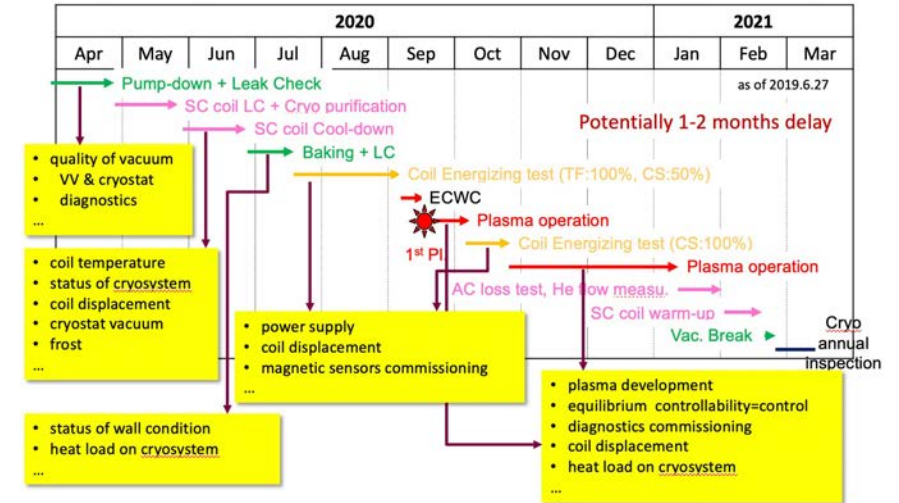 2020 2021
Apr May Jun Jul Aug Sep Oct Nov Dec Jan Feb Mar
Pump-down + Leak Check
as of 2019.6.27
SC coil LC + Cryo purification
SC coil Cool-down
Potentially 1-2 months delay
Baking + LC
• quality of vacuum
• VV & cryostat
• diagnostics
...
Coil Energizing test (TF:100%, CS:50%)
ECWC
Plasma operation
1st Pl.
Coil Energizing test (CS:100%)
Plasma operation
• coil temperature
• status of cryosystem
• coil displacement
• cryostat vacuum
• frost
...
AC loss test, He flow measu.
SC coil warm-up
Vac. Break
Cryo
annual
inspection
• power supply
• coil displacement
• magnetic sensors commissioning
...
• plasma development
• equilibrium controllability=control
• diagnostics commissioning
• coil displacement
• heat load on cryosystem
...
• status of wall condition
• heat load on cryosystem
...